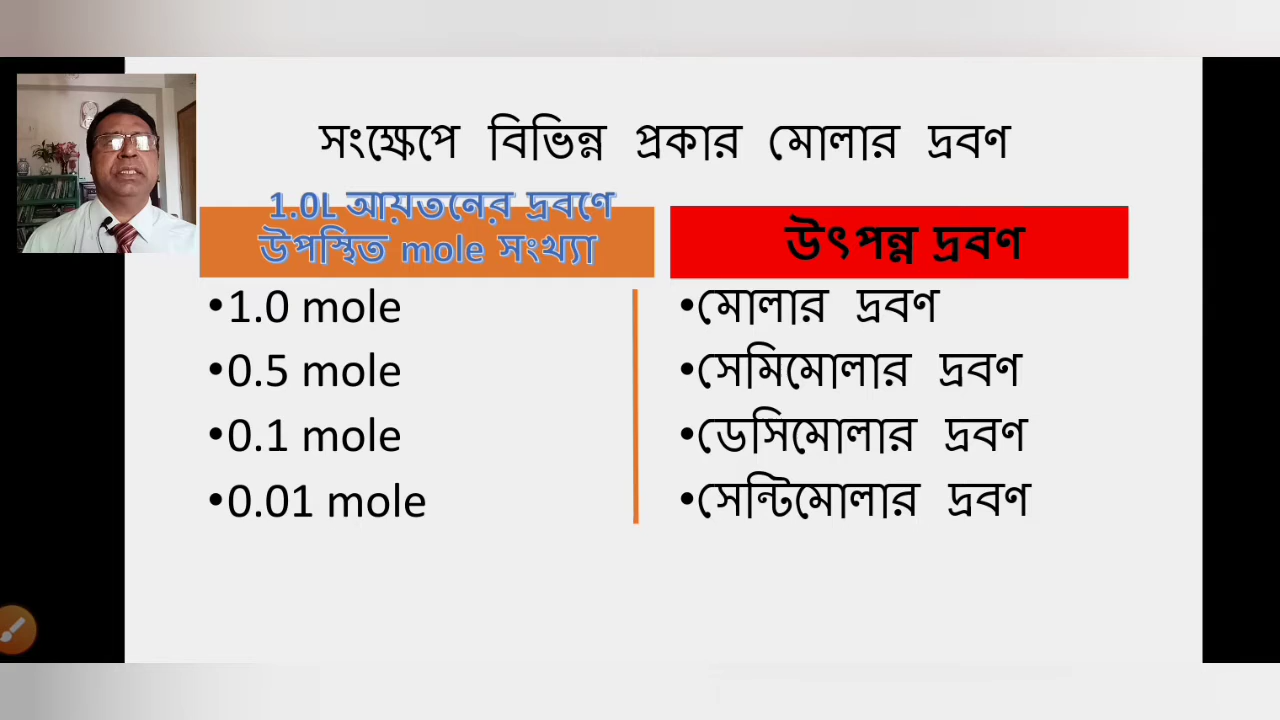 সংক্ষেপে বিভিন্ন প্রকার মোলার দ্রবণ
1.0L আয়তনের দ্রবণে
উপস্থিত mole সংখ্যা
উৎপন্ন দ্রবণ
•1.0 mole
•মোলার দ্রবণ
•0.5 mole
•সেমিমোলার দ্রবণ
•0.1 mole
•ডেসিমোলার দ্রবণ
•0.01 mole
•সেন্টিমোলার দ্রবণ